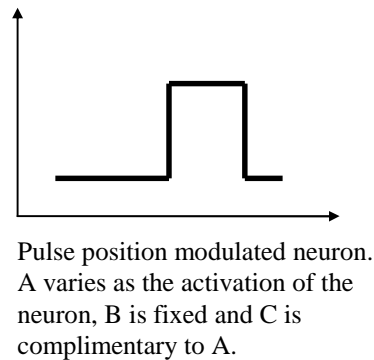 Pulse position modulated neuron.
A varies as the activation of the
neuron, B is fixed and C is
complimentary to A.